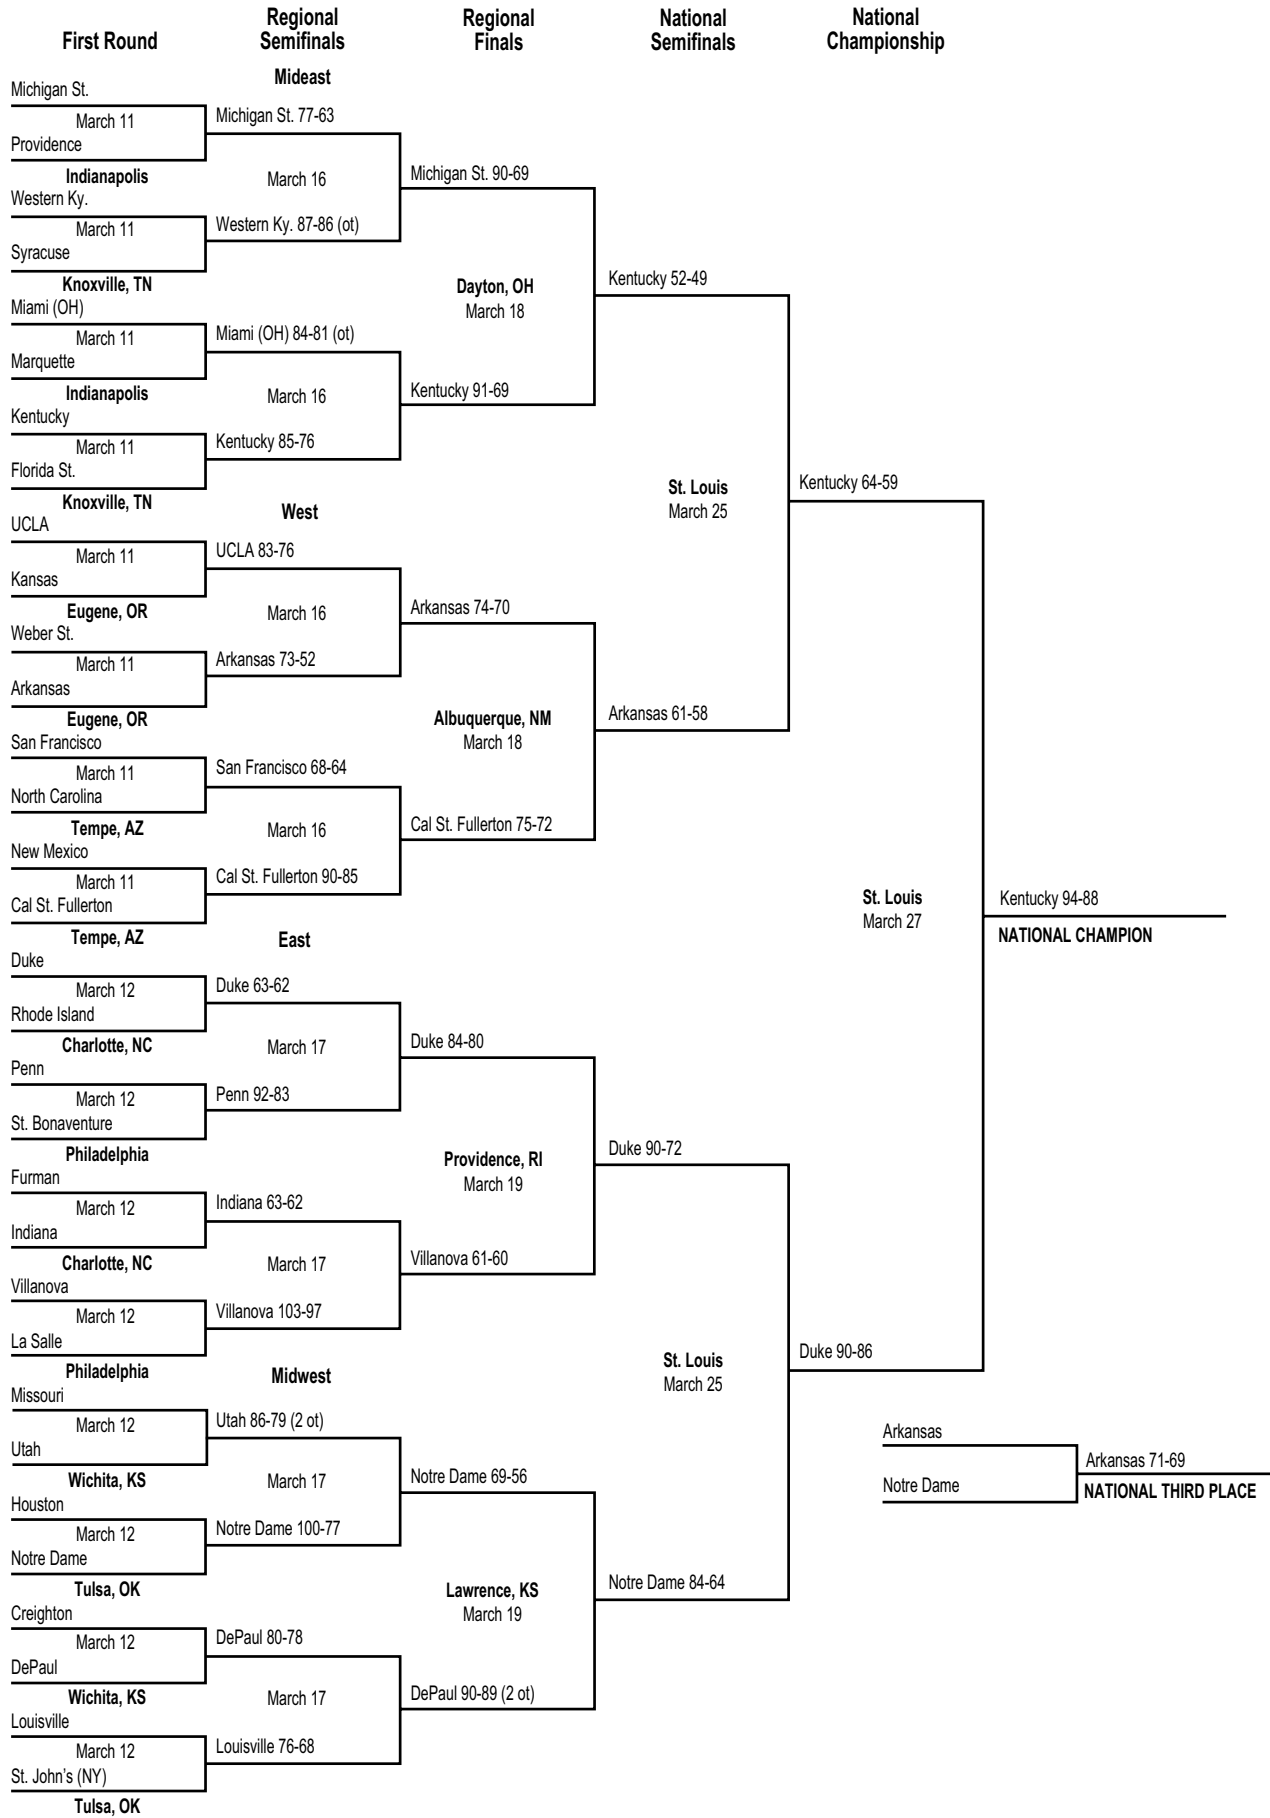 First Round
Regional
Semifinals
Regional
Finals
National
Semifinals
National
Championship
Mideast
Michigan St.
March 11
Providence
Indianapolis
Western Ky.
March 11
Syracuse
Knoxville, TN
Miami (OH)
March 11
Marquette
Indianapolis
Kentucky
March 11
Florida St.
Knoxville, TN
Michigan St. 77-63
March 16
Western Ky. 87-86 (ot)
Miami (OH) 84-81 (ot)
March 16
Kentucky 85-76
Michigan St. 90-69
Dayton, OH
March 18
Kentucky 91-69
Kentucky 52-49
West
UCLA
March 11
Kansas
Eugene, OR
Weber St.
March 11
Arkansas
Eugene, OR
San Francisco
March 11
North Carolina
Tempe, AZ
New Mexico
March 11
Cal St. Fullerton
Tempe, AZ
UCLA 83-76
March 16
Arkansas 73-52
San Francisco 68-64
March 16
Cal St. Fullerton 90-85
Arkansas 74-70
Albuquerque, NM
March 18
Cal St. Fullerton 75-72
Arkansas 61-58
St. Louis
March 25
Kentucky 64-59
East
Duke
March 12
Rhode Island
Charlotte, NC
Penn
March 12
St. Bonaventure
Philadelphia
Furman
March 12
Indiana
Charlotte, NC
Villanova
March 12
La Salle
Philadelphia
Duke 63-62
March 17
Penn 92-83
Indiana 63-62
March 17
Villanova 103-97
Duke 84-80
Providence, RI
March 19
Villanova 61-60
Duke 90-72
Midwest
Missouri
March 12
Utah
Wichita, KS
Houston
March 12
Notre Dame
Tulsa, OK
Creighton
March 12
DePaul
Wichita, KS
Louisville
March 12
St. John's (NY)
Tulsa, OK
Utah 86-79 (2 ot)
March 17
Notre Dame 100-77
DePaul 80-78
March 17
Louisville 76-68
Notre Dame 69-56
Lawrence, KS
March 19
DePaul 90-89 (2 ot)
Notre Dame 84-64
St. Louis
March 25
Duke 90-86
St. Louis
March 27
Kentucky 94-88
NATIONAL CHAMPION
Arkansas
Notre Dame
Arkansas 71-69
NATIONAL THIRD PLACE